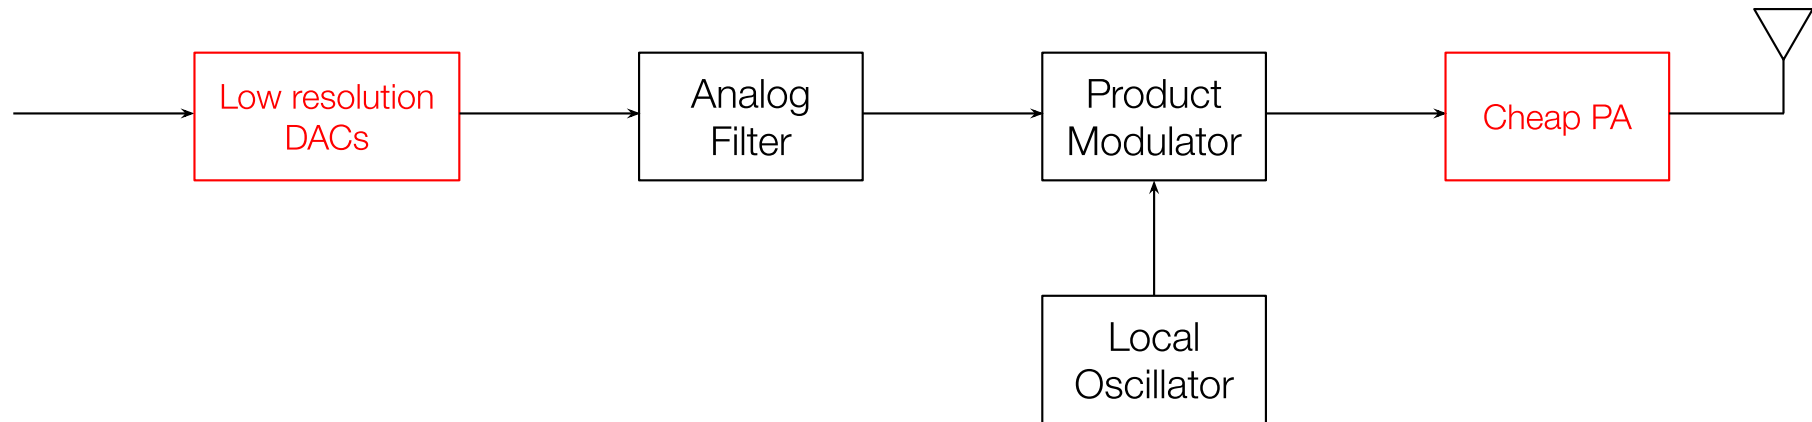 Low resolution
DACs
Analog
Filter
Product
Modulator
Cheap PA
Local
Oscillator